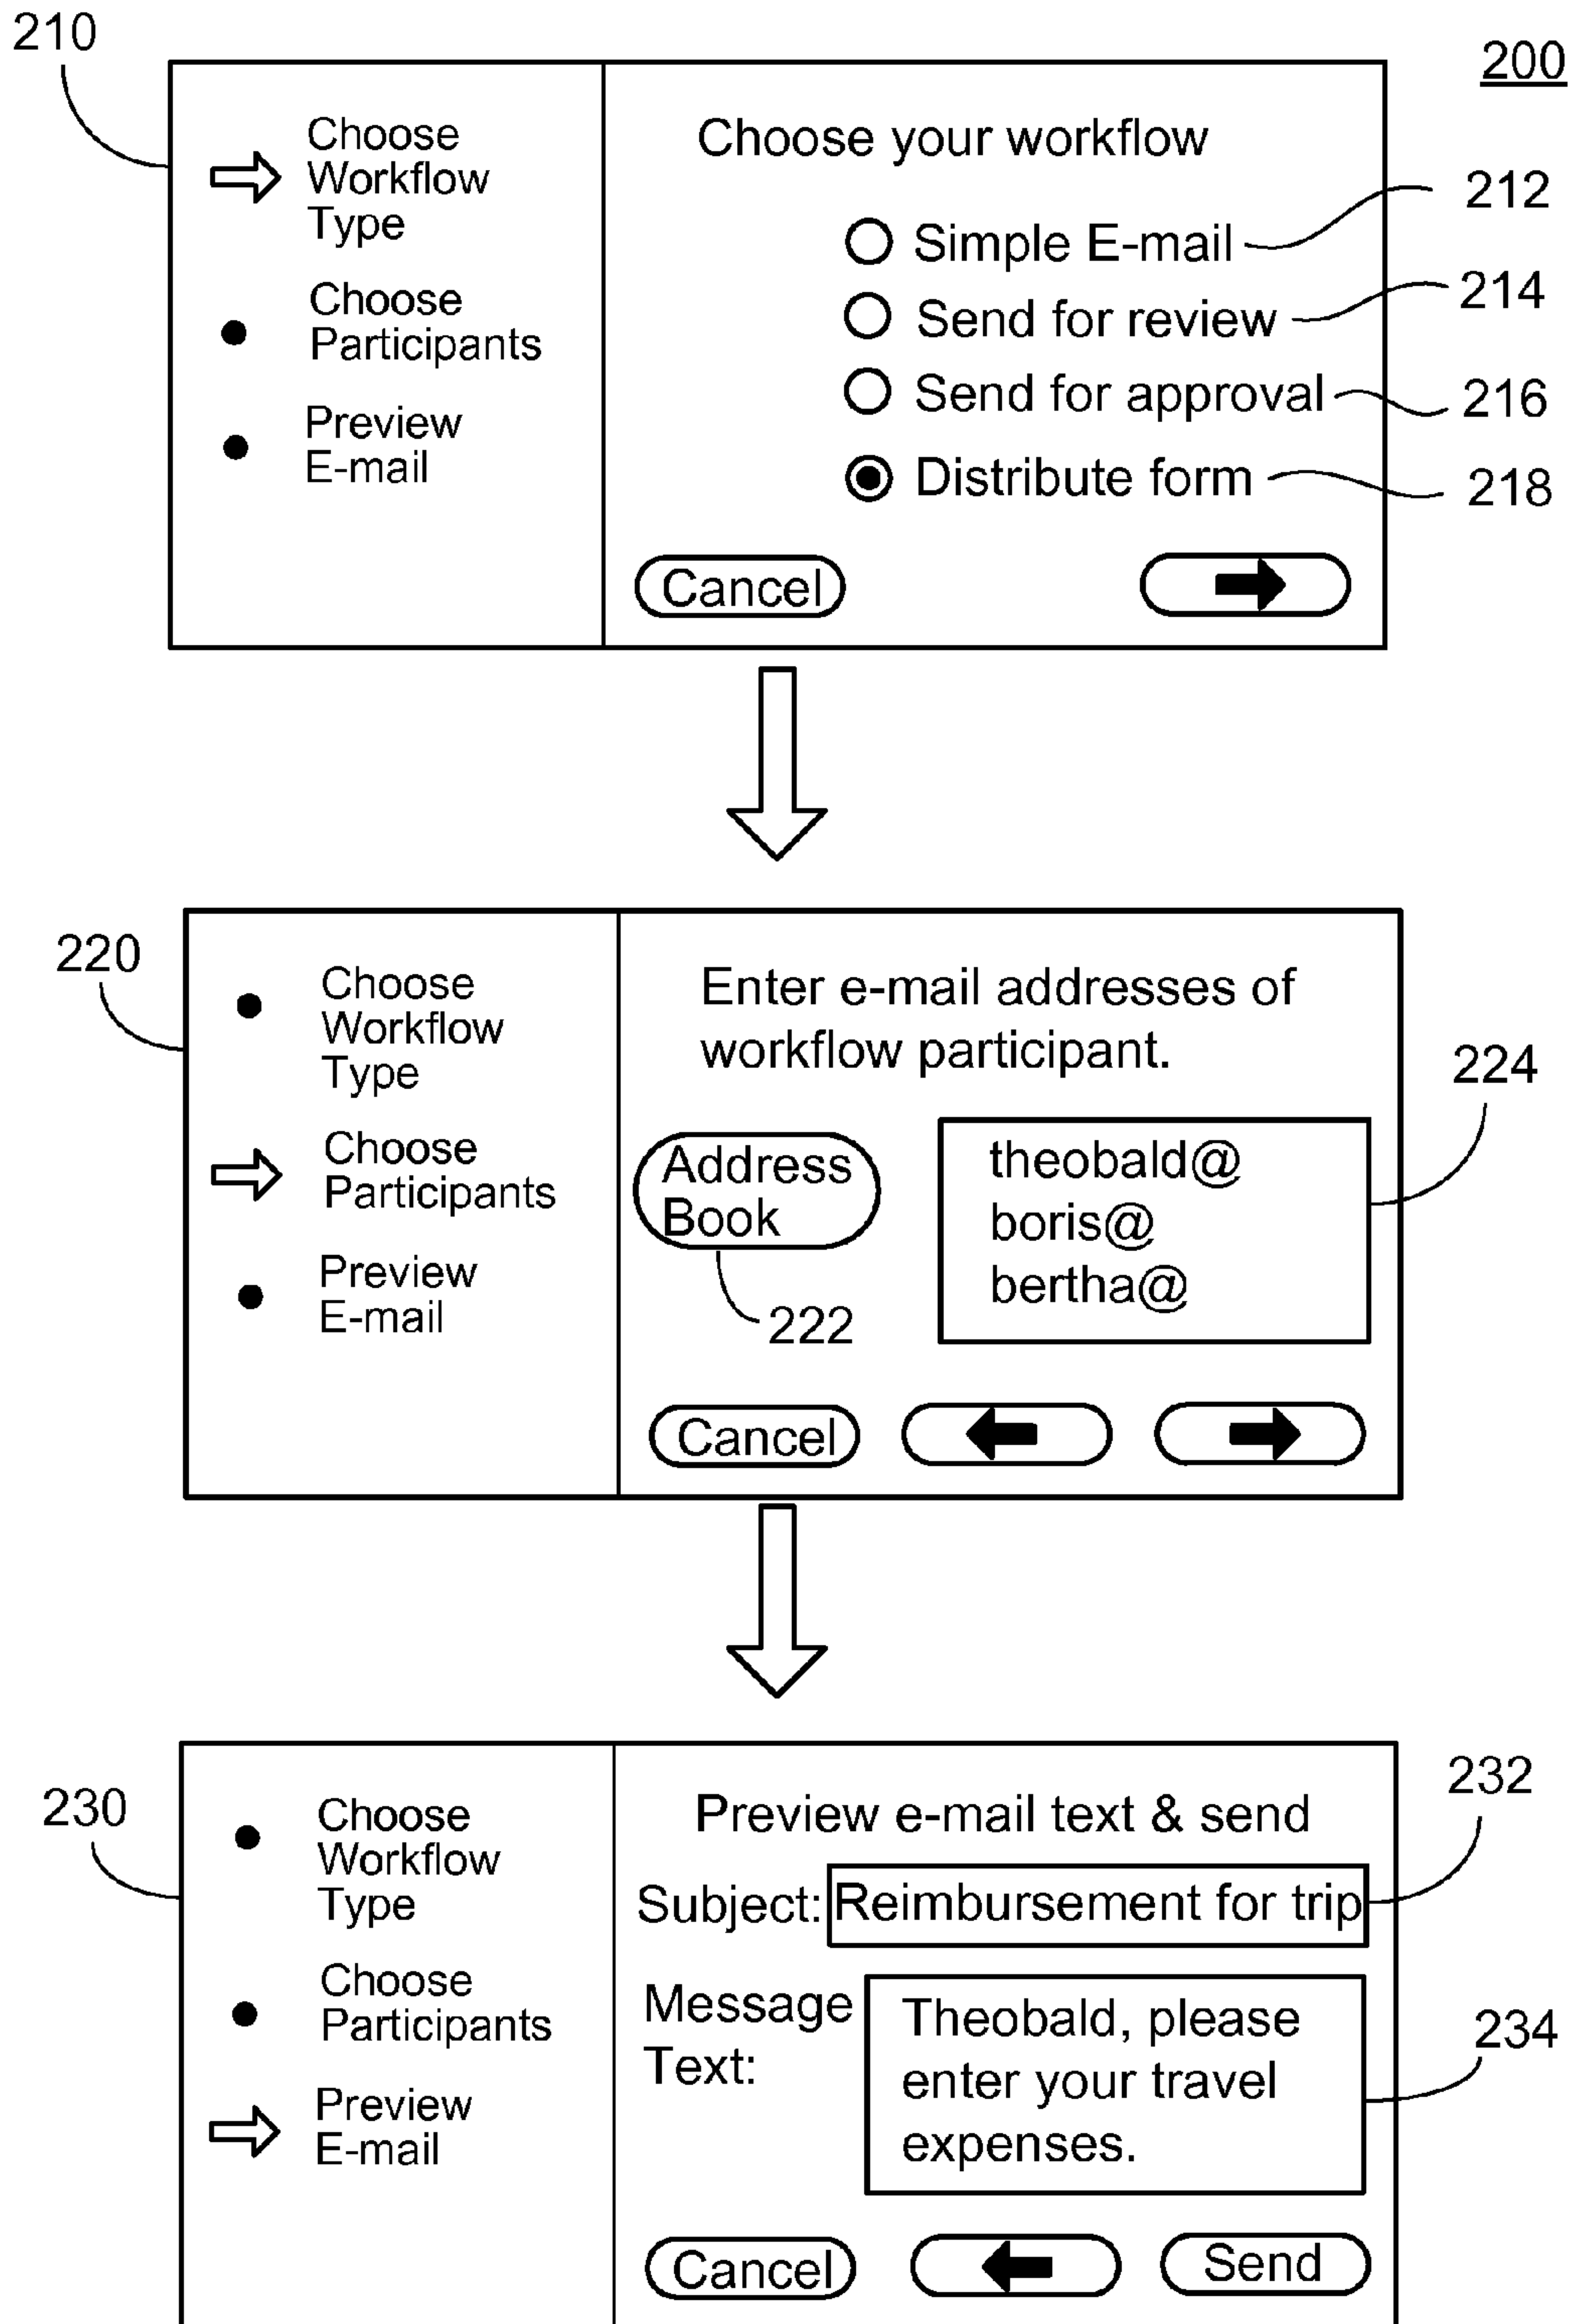 200
210
Choose
Workflow
Type
Choose
Participants
Preview
E-mail
Choose your workflow
Simple E-mail
212
Send for review
214
Send for approval
216
Distribute form
218
Cancel
220
Choose
Workflow
Type
Choose
Participants
Preview
E-mail
Enter e-mail addresses of
workflow participant.
Address
Book
222
theobald@
boris@
bertha@
224
Cancel
230
Choose
Workflow
Type
Choose
Participants
Preview
E-mail
Preview e-mail text & send
Subject: Reimbursement for trip
232
Message
Text:
Theobald, please
enter your travel
expenses.
234
Cancel
Send